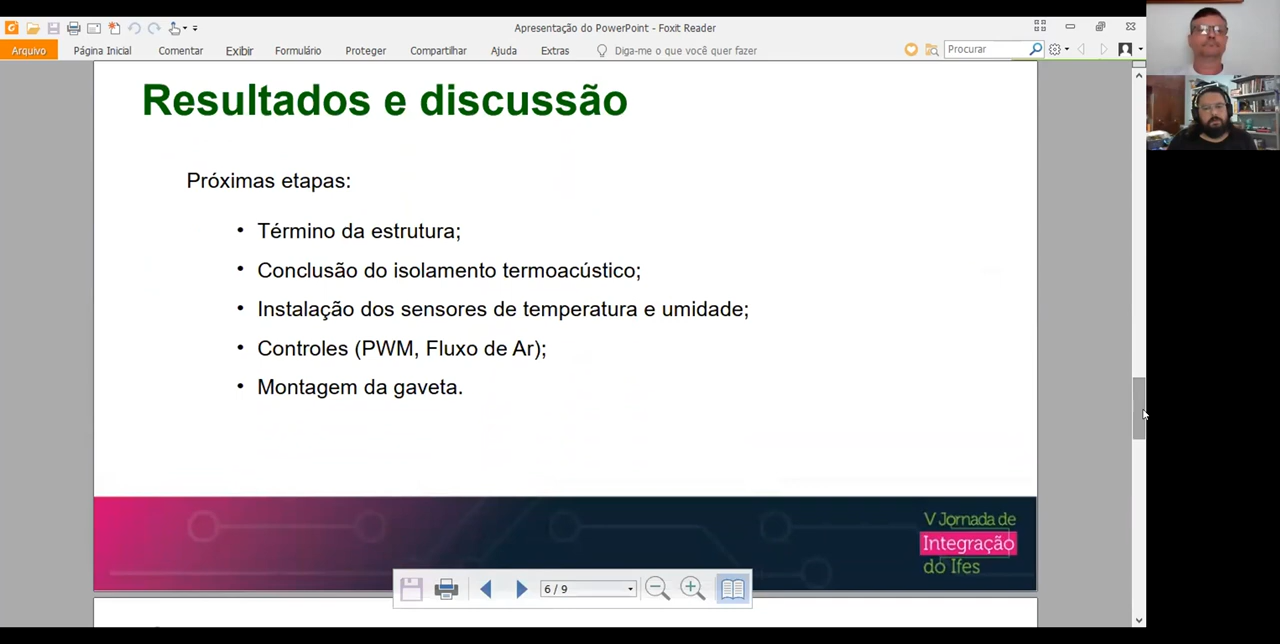 Apresentação do PowerPoint - Foxit Reader
Arquivo Página Inicial Comentar Exibir Formulário Proteger Compartilhar Ajuda Extras Diga-me o que você quer fazer Procurar
Resultados e discussão
Próximas etapas:
• Término da estrutura;
• Conclusão do isolamento termoacústico;
• Instalação dos sensores de temperatura e umidade;
• Controles (PWM, Fluxo de Ar);
• Montagem da gaveta.
V Jornada de
Integração
do Ifes
6 / 9